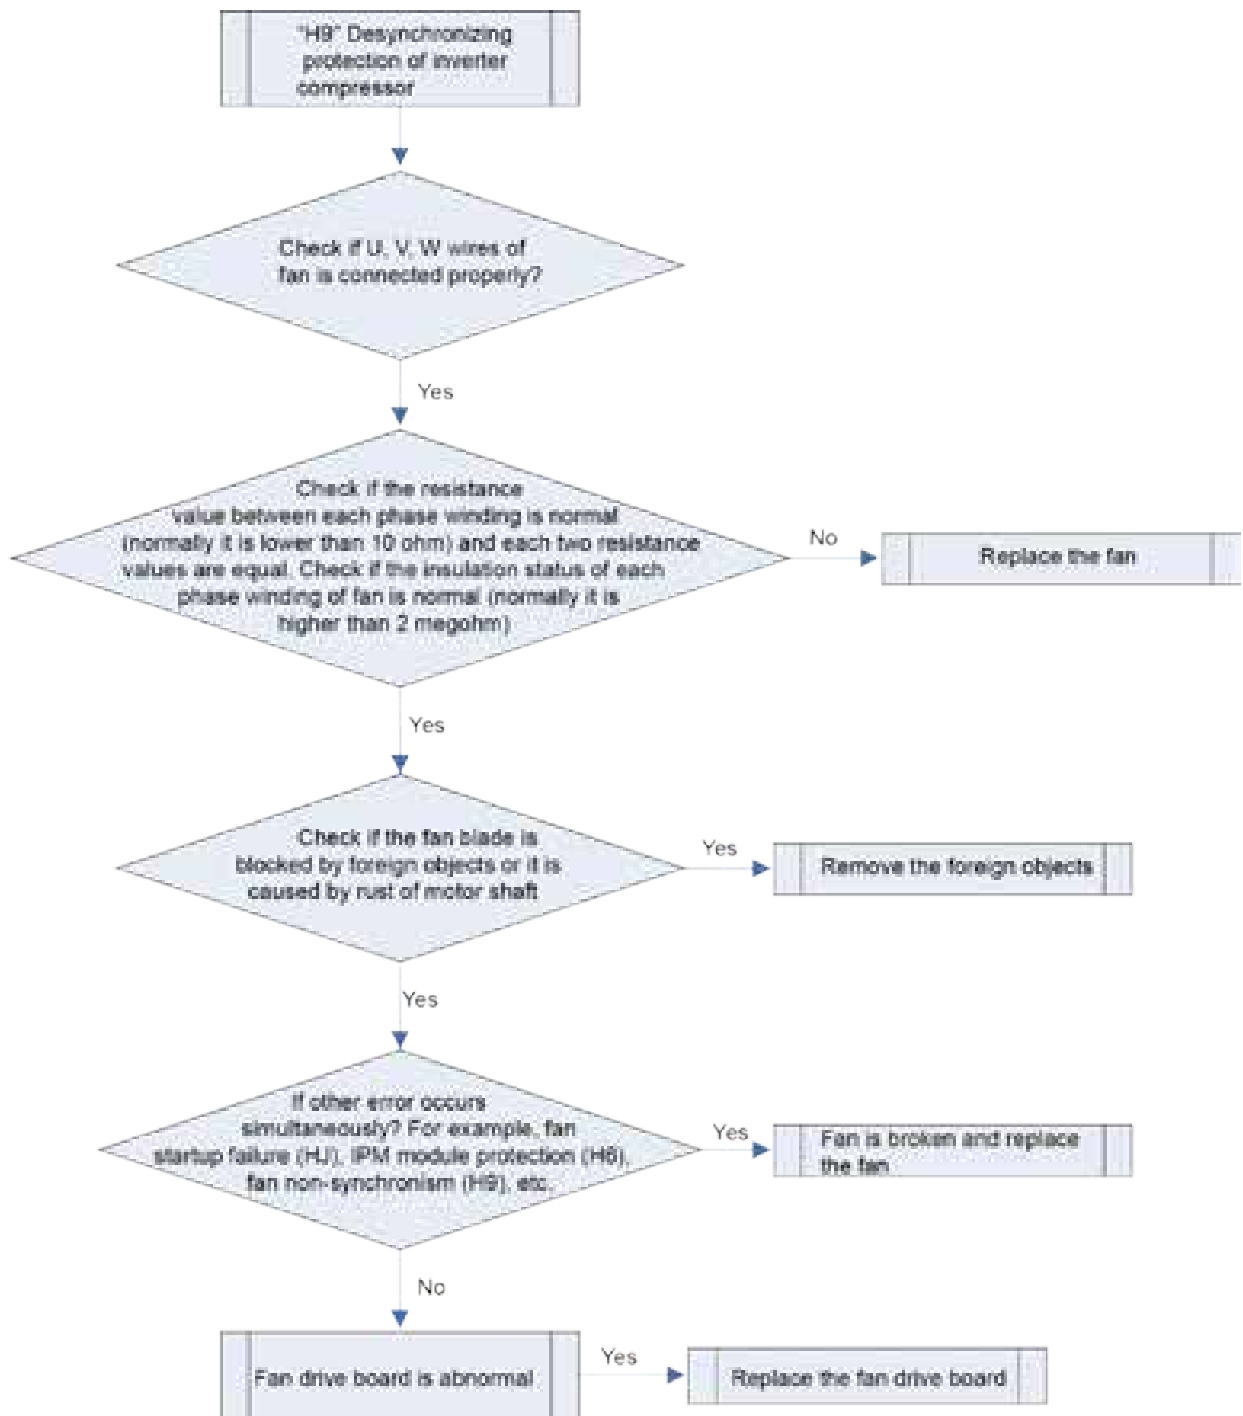 "H9" Desynchronizing
protection of inverter
compressor
Check if U, V, W wires of
fan is connected properly?
Yes
Check if the resistance
value between each phase winding is normal
(normally it is lower than 10 ohm) and each two resistance
values are equal. Check if the insulation status of each
phase winding of fan is normal (normally it is
higher than 2 megohm)
No
Replace the fan
Yes
Check if the fan blade is
blocked by foreign objects or it is
caused by rust of motor shaft
Yes
Remove the foreign objects
Yes
If other error occurs
simultaneously? For example, fan
startup failure (HJ), IPM module protection (H6),
fan non-synchronism (H9), etc.
Yes
Fan is broken and replace
the fan
No
Fan drive board is abnormal
Yes
Replace the fan drive board